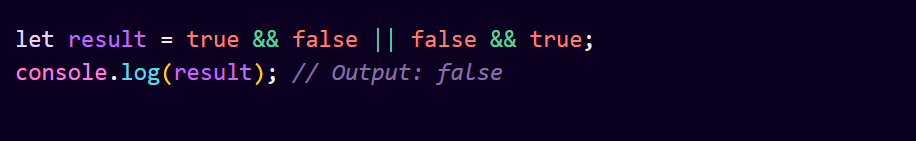 let result = true && false || false && true;
console.log(result); // Output: false